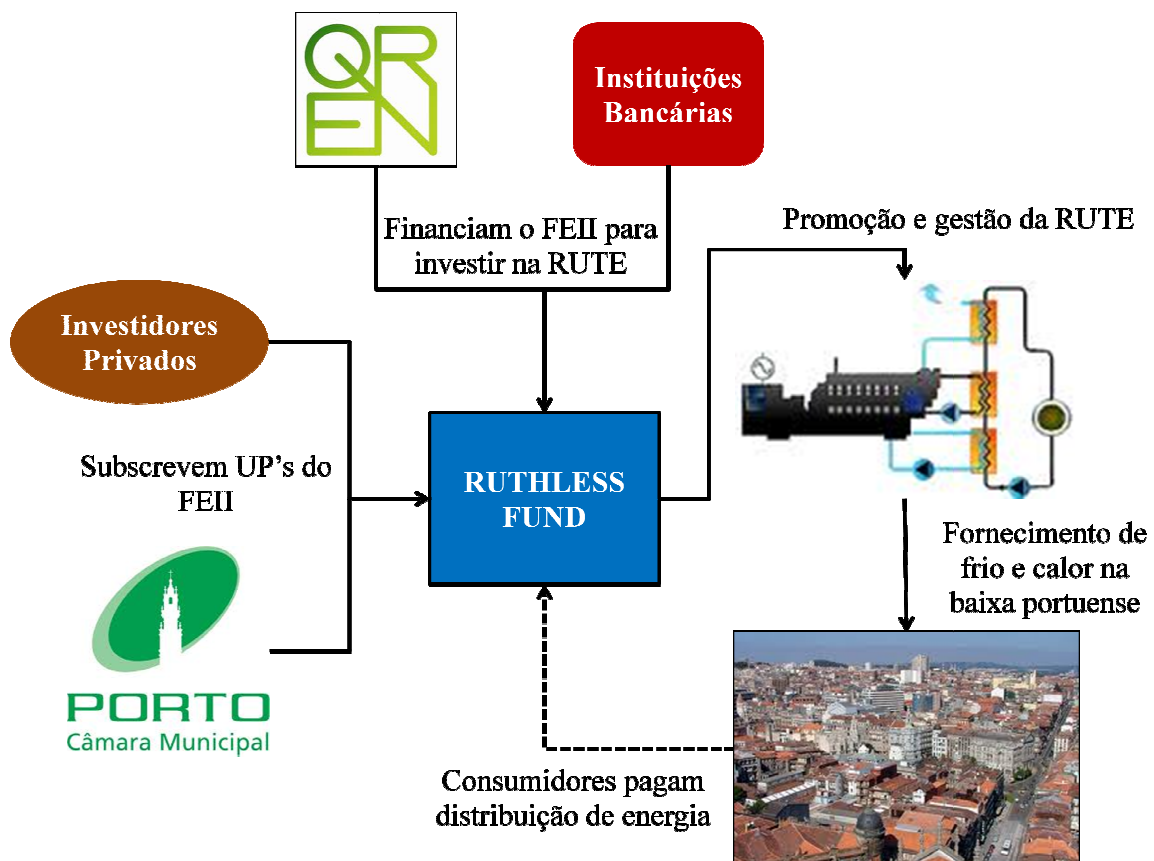 QR
EN
Instituições
Bancárias
Financiam o FEII para
investir na RUTE
Promoção e gestão da RUTE
Investidores
Privados
Subscrevem UP’s do
FEII
RUTHLESS
FUND
PORTO
Câmara Municipal
Fornecimento de
frio e calor na
baixa portuense
Consumidores pagam
distribuição de energia